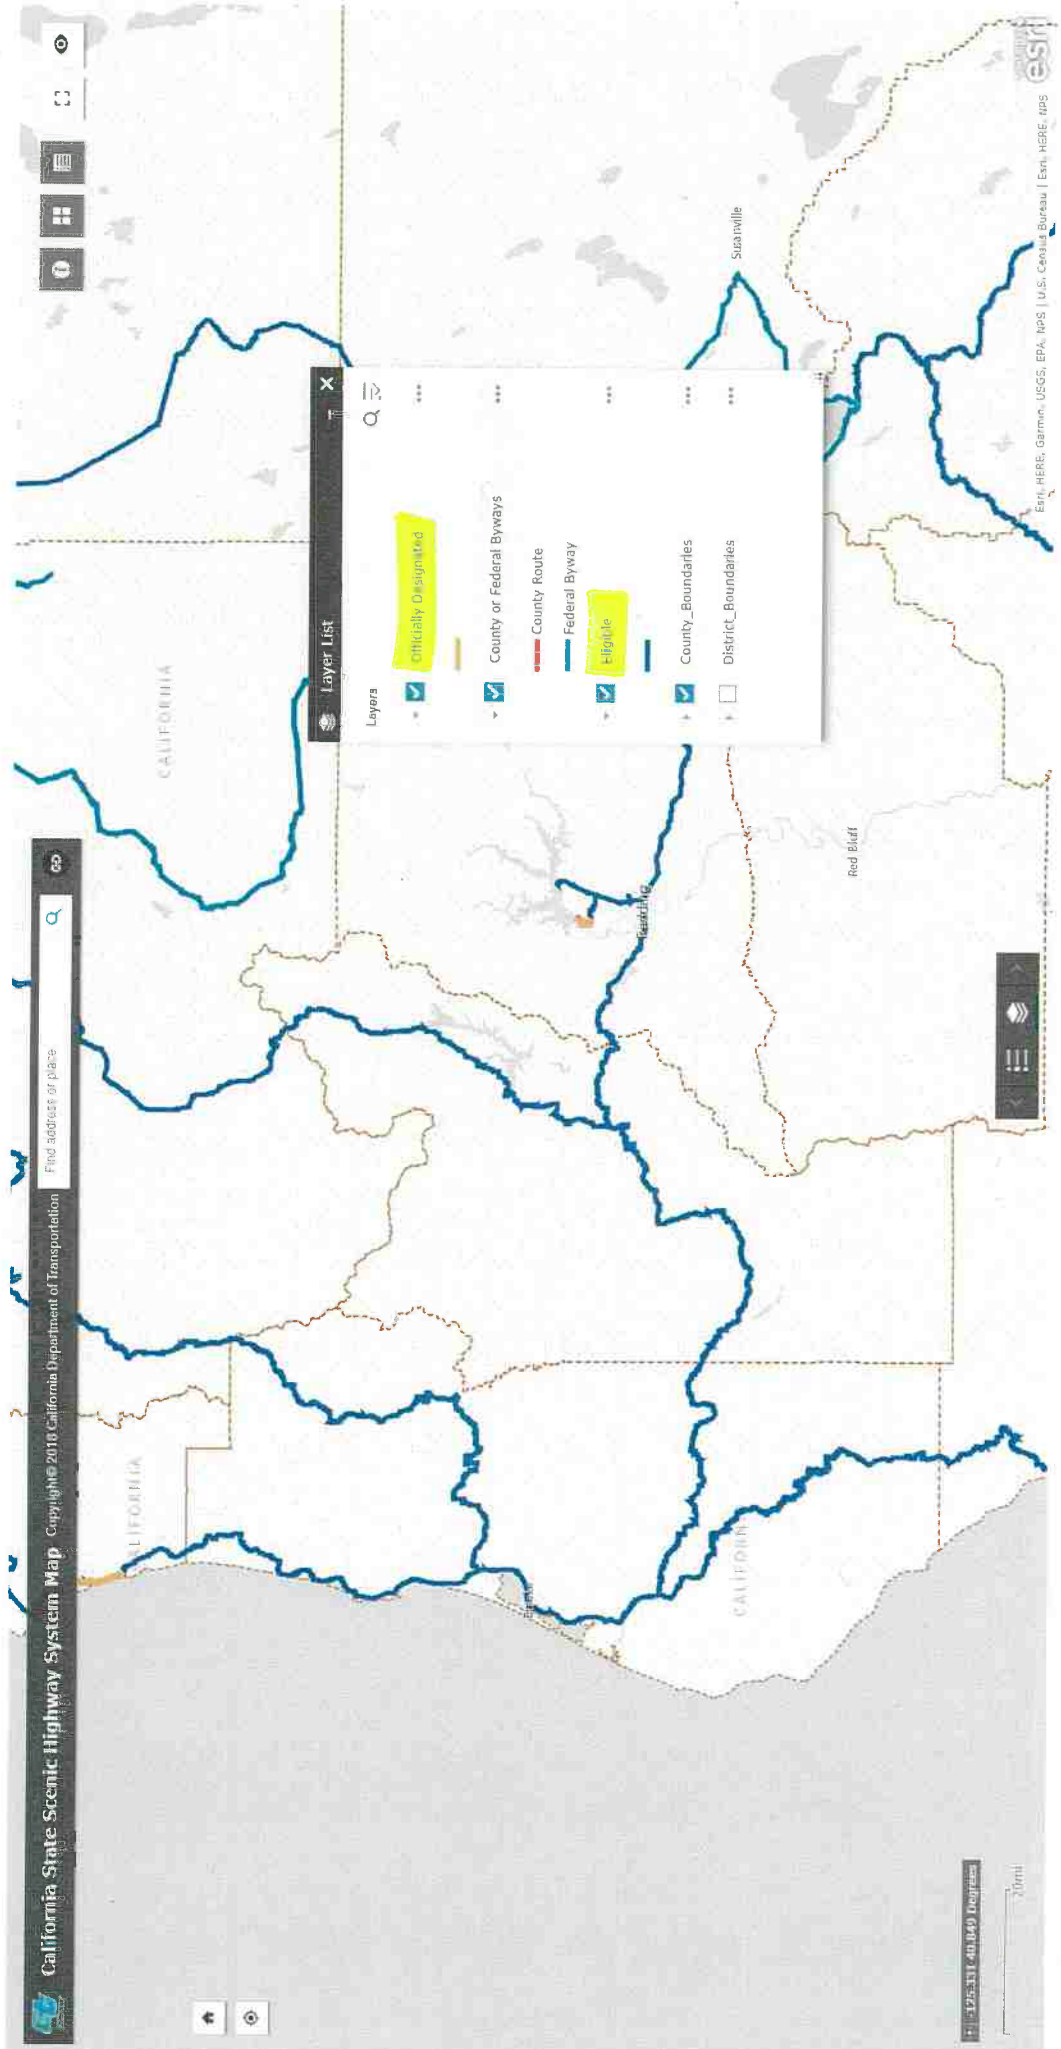 California State Scenic Highway System Map Copyright© 2018 California Department of Transportation
Find address or place
CALIFORNIA
ALIFORNIA
Layer List
Layers
Officially Designated
County or Federal Byways
County Route
Federal Byway
Eligible
County_Boundaries
District_Boundaries
Susanville
Redding
Red Bluff
CALIFORN
-125.331 40.849 Degrees
20mi
Esri, HERE, Garmin, USGS, EPA, NPS | U.S. Census Bureau | Esri, HERE, NPS
esri